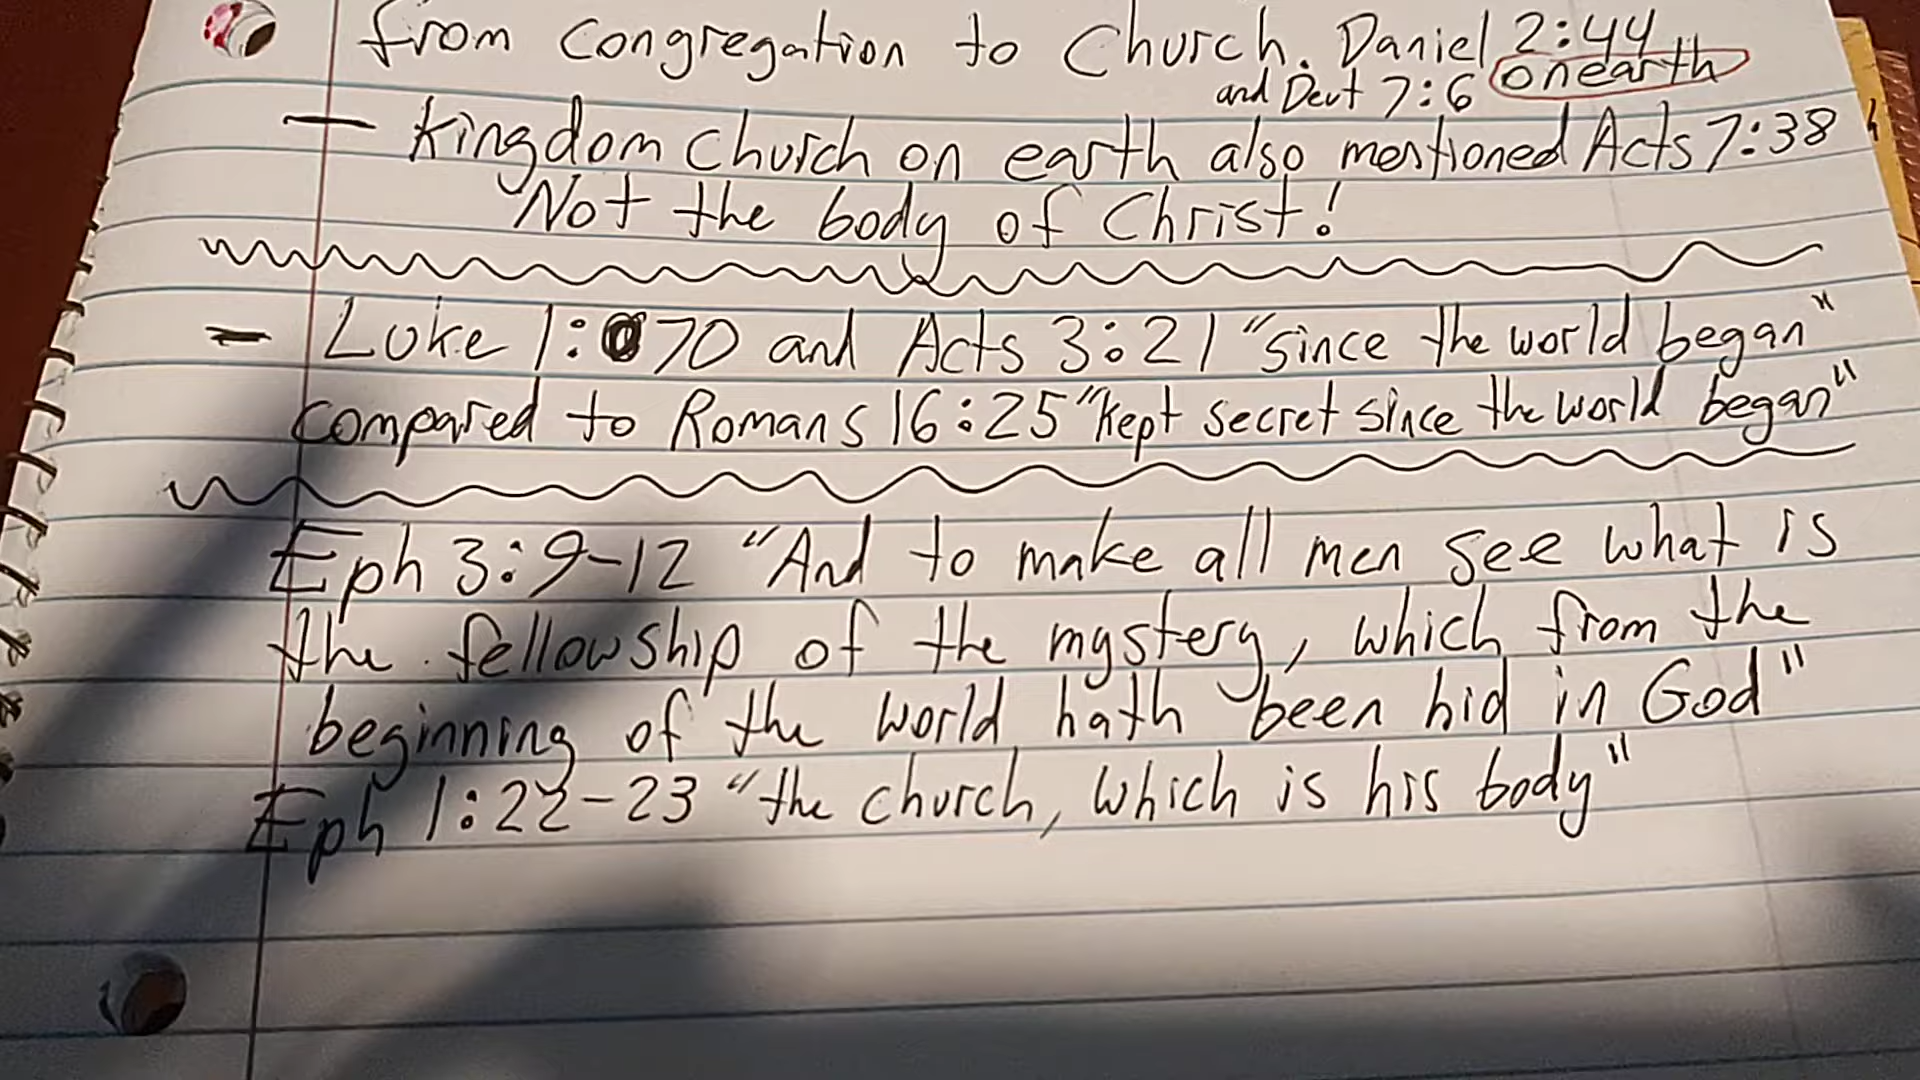 from congregation to Church. Daniel 2:44
and Deut 7:6 on earth
— Kingdom church on earth also mentioned Acts 7:38
Not the body of Christ!
- Luke 1:70 and Acts 3:21 "since the world began"
compared to Romans 16:25 "kept secret since the world began"
Eph 3:9-12 "And to make all men see what is
the fellowship of the mystery, which from the
beginning of the world hath been hid in God"
Eph 1:22-23 "the church, which is his body"